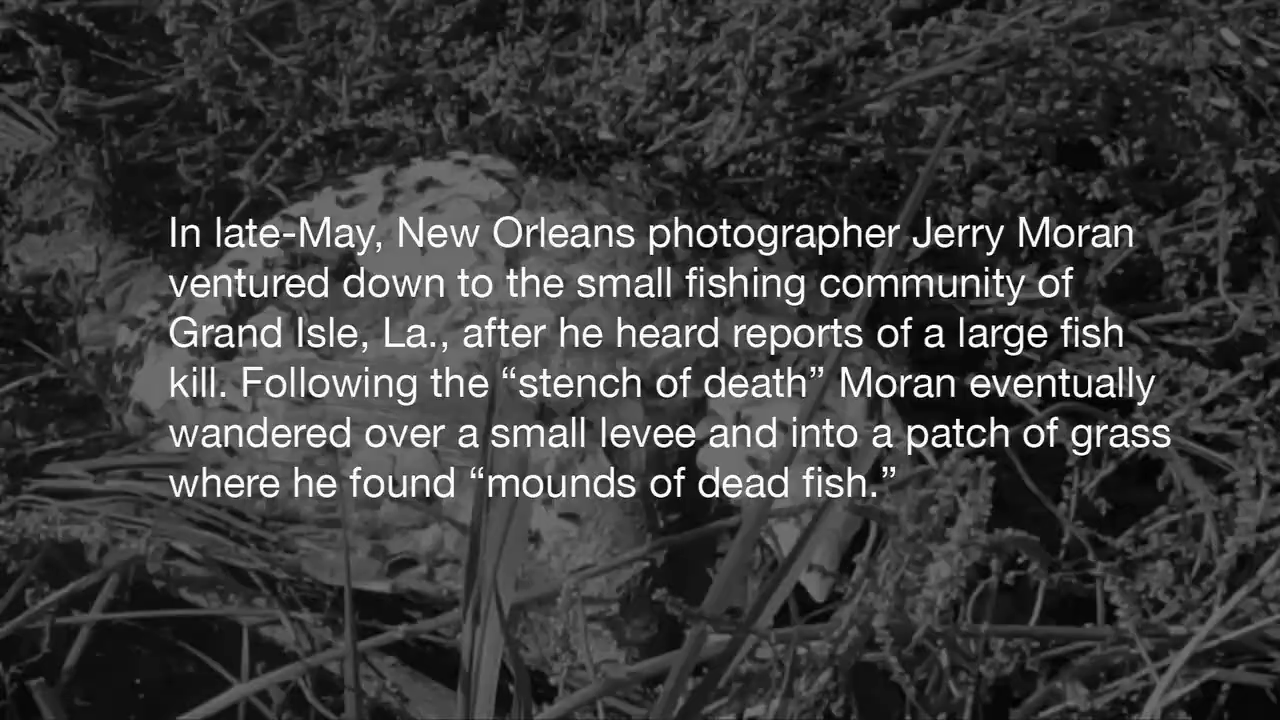 In late-May, New Orleans photographer Jerry Moran
ventured down to the small fishing community of
Grand Isle, La., after he heard reports of a large fish
kill. Following the “stench of death” Moran eventually
wandered over a small levee and into a patch of grass
where he found “mounds of dead fish.”